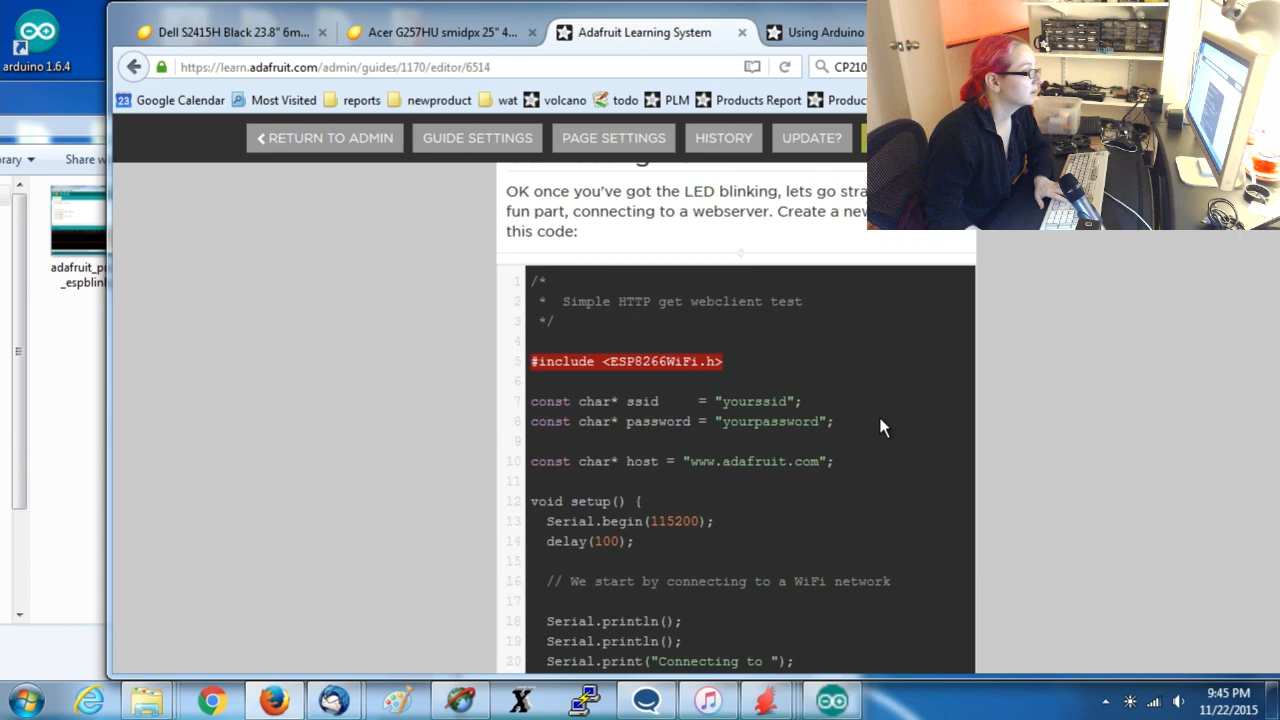 arduino 1.6.4
Dell S2415H Black 23.8" 6m...
Acer G257HU smidpx 25" 4...
Adafruit Learning System
Using Arduino
https://learn.adafruit.com/admin/guides/1170/editor/6514
CP210
23 Google Calendar Most Visited reports newproduct wat volcano todo PLM Products Report Produc
RETURN TO ADMIN GUIDE SETTINGS PAGE SETTINGS HISTORY UPDATE?
rary Share w
OK once you've got the LED blinking, lets go stra
fun part, connecting to a webserver. Create a new
this code:
adafruit_p
_espblin
1 /*
2 * Simple HTTP get webclient test
3 */
4
5 #include <ESP8266WiFi.h>
6
7 const char* ssid = "yourssid";
8 const char* password = "yourpassword";
9
10 const char* host = "www.adafruit.com";
11
12 void setup() {
13 Serial.begin(115200);
14 delay(100);
15
16 // We start by connecting to a WiFi network
17
18 Serial.println();
19 Serial.println();
20 Serial.print("Connecting to ");
9:45 PM
11/22/2015